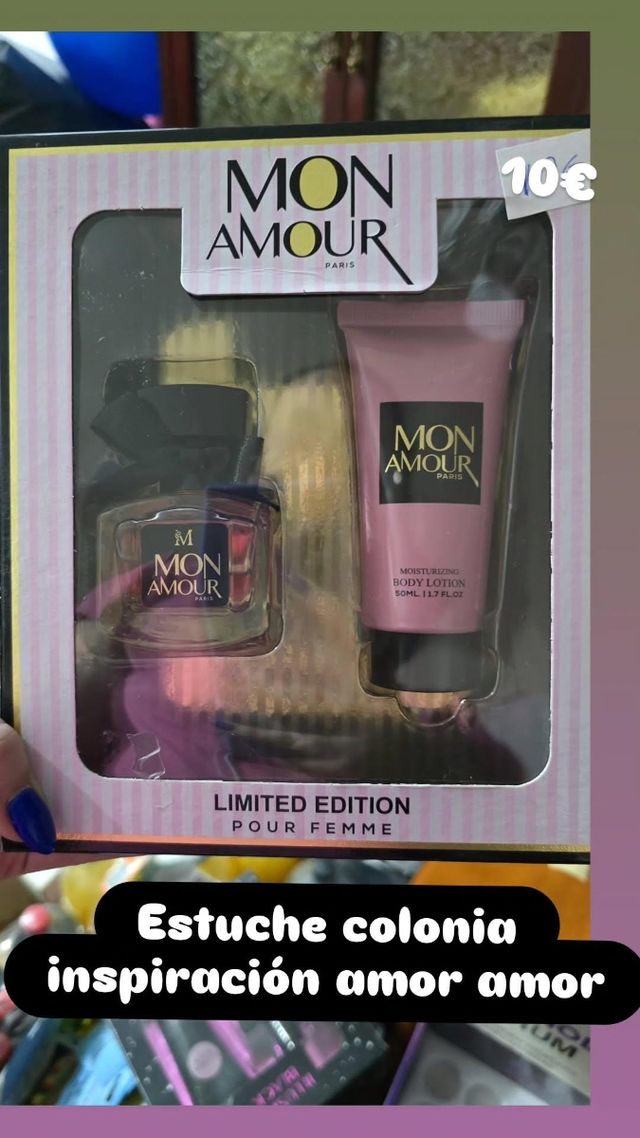 MON
AMOUR
PARIS
10€
MON
AMOUR
PARIS
MOISTURIZING
BODY LOTION
50ML. | 1.7 FL.OZ
M
MON
AMOUR
PARIS
LIMITED EDITION
POUR FEMME
Estuche colonia
inspiración amor amor
BLACK